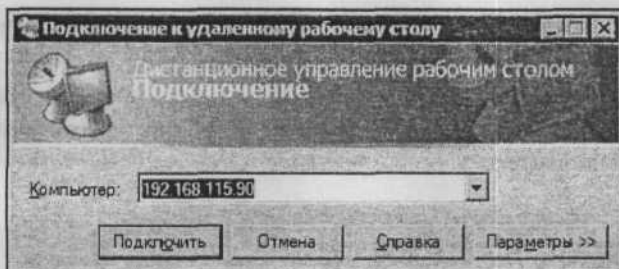 Подключение к удаленному рабочему столу
Дистанционное управление рабочим столом
Подключение
Компьютер: 192.168.115.90
Подключить Отмена Справка Параметры >>